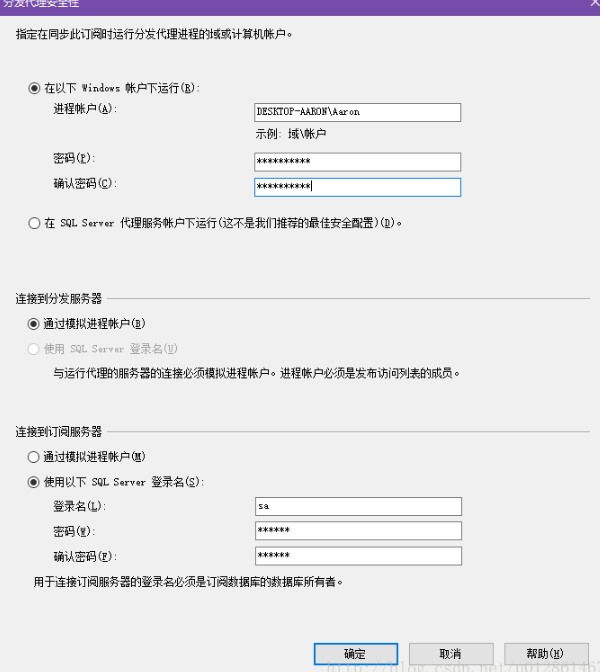 分发代理安全性
指定在同步此订阅时运行分发代理进程的域或计算机帐户。
在以下 Windows 帐户下运行(R):
进程帐户(A):
DESKTOP-AARON\Aaron
示例: 域\帐户
密码(P):
**********
确认密码(C):
**********
在 SQL Server 代理服务帐户下运行(这不是我们推荐的最佳安全配置)(D)。
连接到分发服务器
通过模拟进程帐户(B)
使用 SQL Server 登录名(U)
与运行代理的服务器的连接必须模拟进程帐户。进程帐户必须是发布访问列表的成员。
连接到订阅服务器
通过模拟进程帐户(M)
使用以下 SQL Server 登录名(S):
登录名(L):
sa
密码(W):
******
确认密码(F):
******
用于连接订阅服务器的登录名必须是订阅数据库的数据库所有者。
确定
取消
帮助(H)